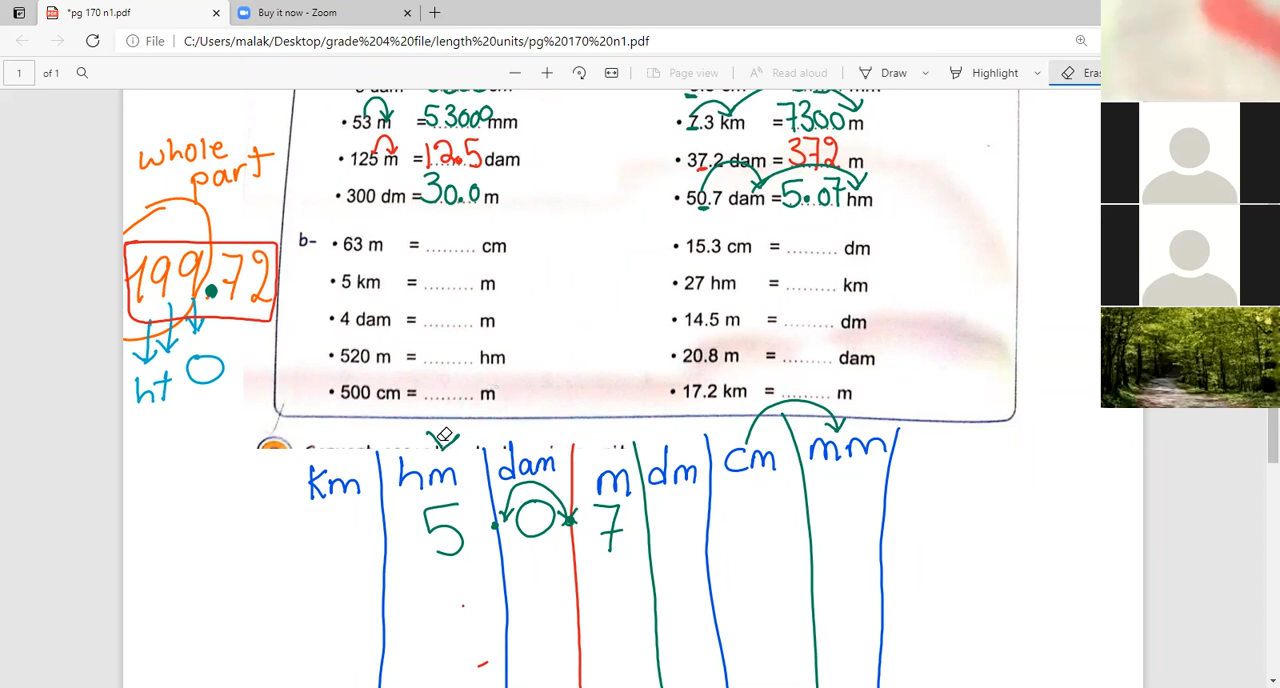 *pg 170 n1.pdf
Buy it now - Zoom
File
C:/Users/malak/Desktop/grade%204%20file/length%20units/pg%20170%20n1.pdf
1 of 1
Page view
Read aloud
Draw
Highlight
Eras
• 53 m = 53000 mm
• 125 m = 12.5 dam
• 300 dm = 30.0 m
• 7.3 km = 7300 m
• 37.2 dam = 372 m
• 50.7 dam = 5.07 hm
b- • 63 m = ......... cm
• 5 km = ......... m
• 4 dam = ......... m
• 520 m = ......... hm
• 500 cm = ......... m
• 15.3 cm = ......... dm
• 27 hm = ......... km
• 14.5 m = ......... dm
• 20.8 m = ......... dam
• 17.2 km = ......... m
whole
part
199.72
h t O
Km hm dam m dm cm mm
5 0 7